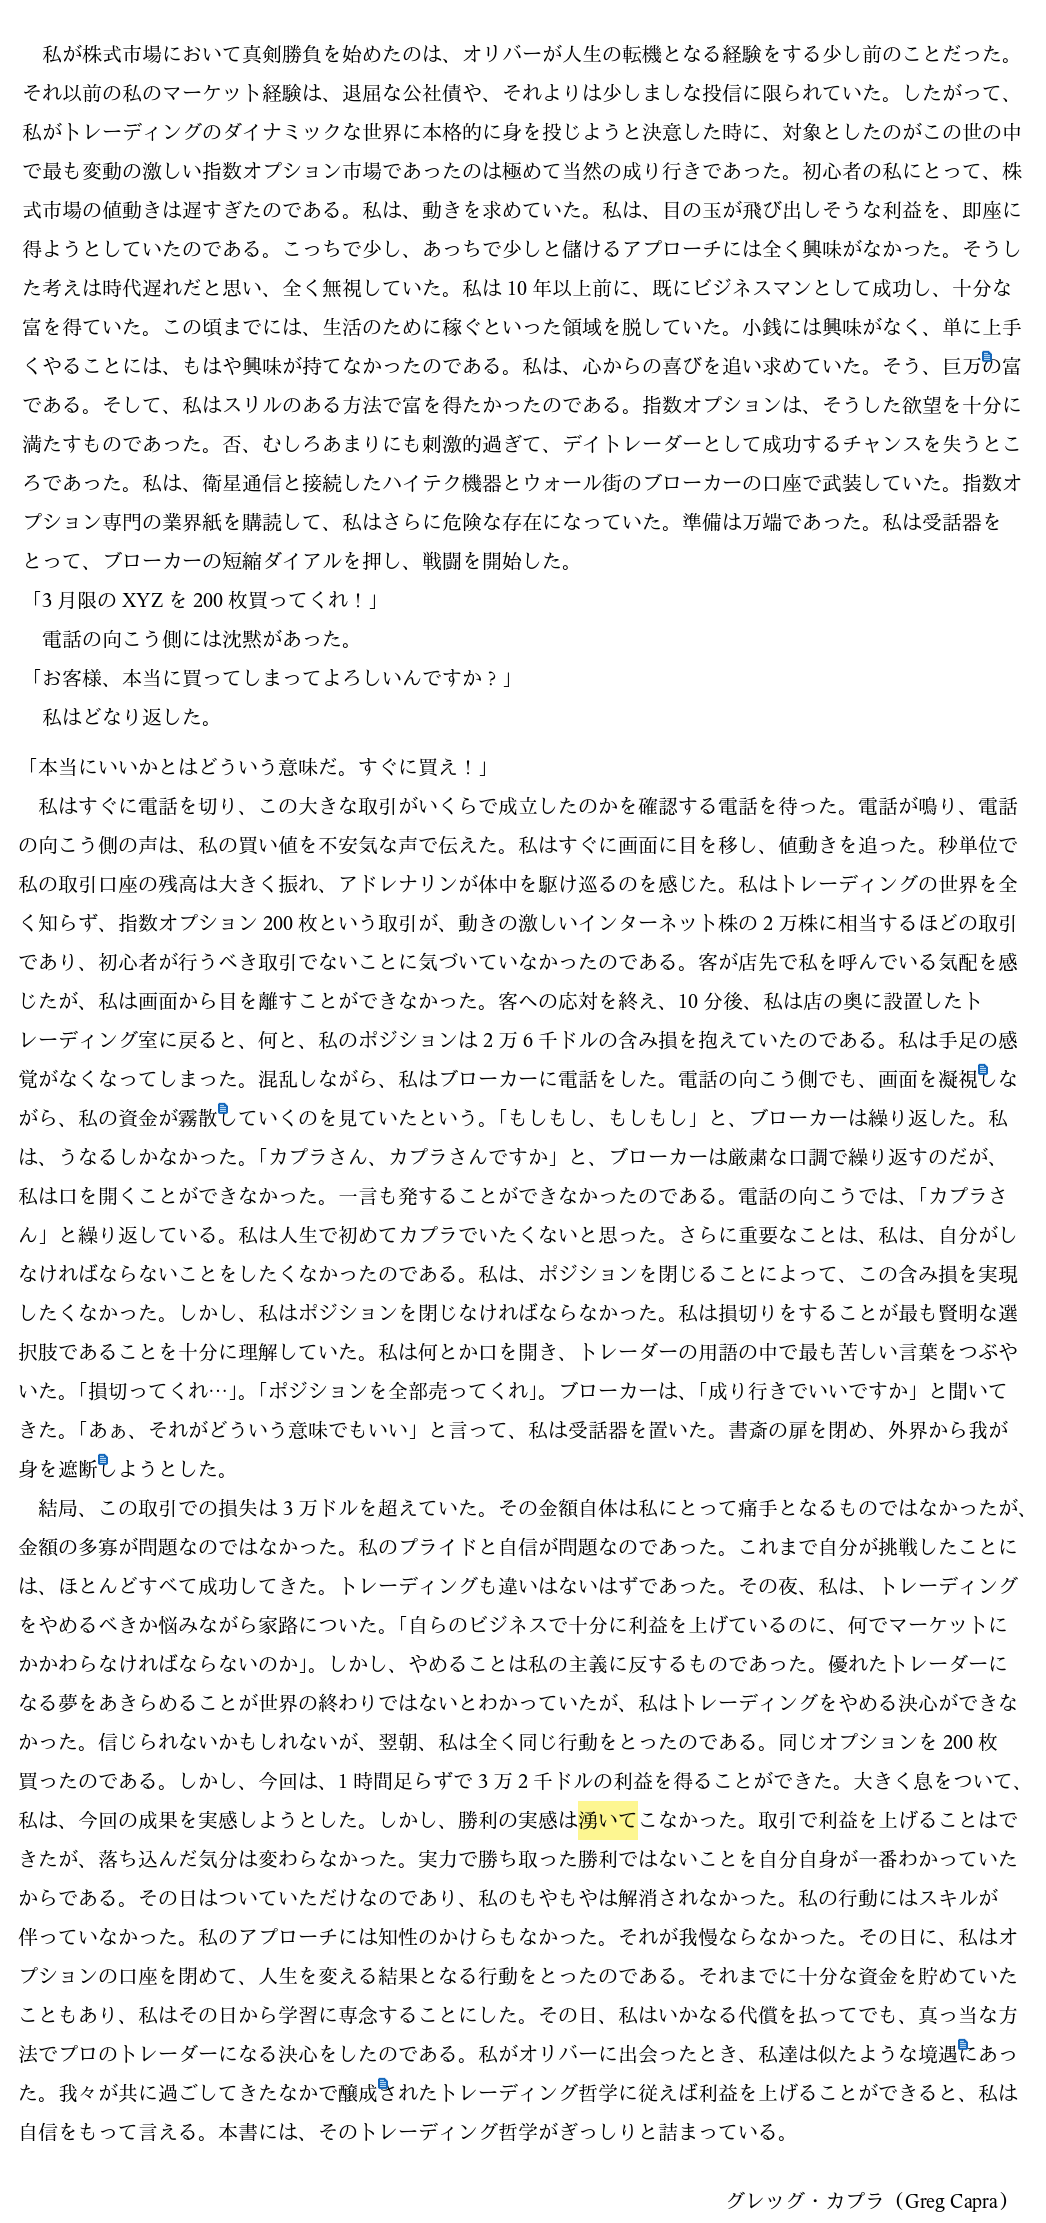 私が株式市場において真剣勝負を始めたのは、オリバーが人生の転機となる経験をする少し前のことだった。
それ以前の私のマーケット経験は、退屈な公社債や、それよりは少しましな投信に限られていた。したがって、
私がトレーディングのダイナミックな世界に本格的に身を投じようと決意した時に、対象としたのがこの世の中
で最も変動の激しい指数オプション市場であったのは極めて当然の成り行きであった。初心者の私にとって、株
式市場の値動きは遅すぎたのである。私は、動きを求めていた。私は、目の玉が飛び出しそうな利益を、即座に
得ようとしていたのである。こっちで少し、あっちで少しと儲けるアプローチには全く興味がなかった。そうし
た考えは時代遅れだと思い、全く無視していた。私は 10 年以上前に、既にビジネスマンとして成功し、十分な
富を得ていた。この頃までには、生活のために稼ぐといった領域を脱していた。小銭には興味がなく、単に上手
くやることには、もはや興味が持てなかったのである。私は、心からの喜びを追い求めていた。そう、巨万の富
である。そして、私はスリルのある方法で富を得たかったのである。指数オプションは、そうした欲望を十分に
満たすものであった。否、むしろあまりにも刺激的過ぎて、デイトレーダーとして成功するチャンスを失うとこ
ろであった。私は、衛星通信と接続したハイテク機器とウォール街のブローカーの口座で武装していた。指数オ
プション専門の業界紙を購読して、私はさらに危険な存在になっていた。準備は万端であった。私は受話器を
とって、ブローカーの短縮ダイアルを押し、戦闘を開始した。
「3 月限の XYZ を 200 枚買ってくれ！」
電話の向こう側には沈黙があった。
「お客様、本当に買ってしまってよろしいんですか？」
私はどなり返した。
「本当にいいかとはどういう意味だ。すぐに買え！」
私はすぐに電話を切り、この大きな取引がいくらで成立したのかを確認する電話を待った。電話が鳴り、電話
の向こう側の声は、私の買い値を不安気な声で伝えた。私はすぐに画面に目を移し、値動きを追った。秒単位で
私の取引口座の残高は大きく振れ、アドレナリンが体中を駆け巡るのを感じた。私はトレーディングの世界を全
く知らず、指数オプション 200 枚という取引が、動きの激しいインターネット株の 2 万株に相当するほどの取引
であり、初心者が行うべき取引でないことに気づいていなかったのである。客が店先で私を呼んでいる気配を感
じたが、私は画面から目を離すことができなかった。客への応対を終え、10 分後、私は店の奥に設置したト
レーディング室に戻ると、何と、私のポジションは 2 万 6 千ドルの含み損を抱えていたのである。私は手足の感
覚がなくなってしまった。混乱しながら、私はブローカーに電話をした。電話の向こう側でも、画面を凝視しな
がら、私の資金が霧散していくのを見ていたという。「もしもし、もしもし」と、ブローカーは繰り返した。私
は、うなるしかなかった。「カプラさん、カプラさんですか」と、ブローカーは厳粛な口調で繰り返すのだが、
私は口を開くことができなかった。一言も発することができなかったのである。電話の向こうでは、「カプラさ
ん」と繰り返している。私は人生で初めてカプラでいたくないと思った。さらに重要なことは、私は、自分がし
なければならないことをしたくなかったのである。私は、ポジションを閉じることによって、この含み損を実現
したくなかった。しかし、私はポジションを閉じなければならなかった。私は損切りをすることが最も賢明な選
択肢であることを十分に理解していた。私は何とか口を開き、トレーダーの用語の中で最も苦しい言葉をつぶや
いた。「損切ってくれ…」。「ポジションを全部売ってくれ」。ブローカーは、「成り行きでいいですか」と聞いて
きた。「あぁ、それがどういう意味でもいい」と言って、私は受話器を置いた。書斎の扉を閉め、外界から我が
身を遮断しようとした。
結局、この取引での損失は 3 万ドルを超えていた。その金額自体は私にとって痛手となるものではなかったが、
金額の多寡が問題なのではなかった。私のプライドと自信が問題なのであった。これまで自分が挑戦したことに
は、ほとんどすべて成功してきた。トレーディングも違いはないはずであった。その夜、私は、トレーディング
をやめるべきか悩みながら家路についた。「自らのビジネスで十分に利益を上げているのに、何でマーケットに
かかわらなければならないのか」。しかし、やめることは私の主義に反するものであった。優れたトレーダーに
なる夢をあきらめることが世界の終わりではないとわかっていたが、私はトレーディングをやめる決心ができな
かった。信じられないかもしれないが、翌朝、私は全く同じ行動をとったのである。同じオプションを 200 枚
買ったのである。しかし、今回は、1 時間足らずで 3 万 2 千ドルの利益を得ることができた。大きく息をついて、
私は、今回の成果を実感しようとした。しかし、勝利の実感は湧いてこなかった。取引で利益を上げることはで
きたが、落ち込んだ気分は変わらなかった。実力で勝ち取った勝利ではないことを自分自身が一番わかっていた
からである。その日はついていただけなのであり、私のもやもやは解消されなかった。私の行動にはスキルが
伴っていなかった。私のアプローチには知性のかけらもなかった。それが我慢ならなかった。その日に、私はオ
プションの口座を閉めて、人生を変える結果となる行動をとったのである。それまでに十分な資金を貯めていた
こともあり、私はその日から学習に専念することにした。その日、私はいかなる代償を払ってでも、真っ当な方
法でプロのトレーダーになる決心をしたのである。私がオリバーに出会ったとき、私達は似たような境遇にあっ
た。我々が共に過ごしてきたなかで醸成されたトレーディング哲学に従えば利益を上げることができると、私は
自信をもって言える。本書には、そのトレーディング哲学がぎっしりと詰まっている。
グレッグ・カプラ（Greg Capra）